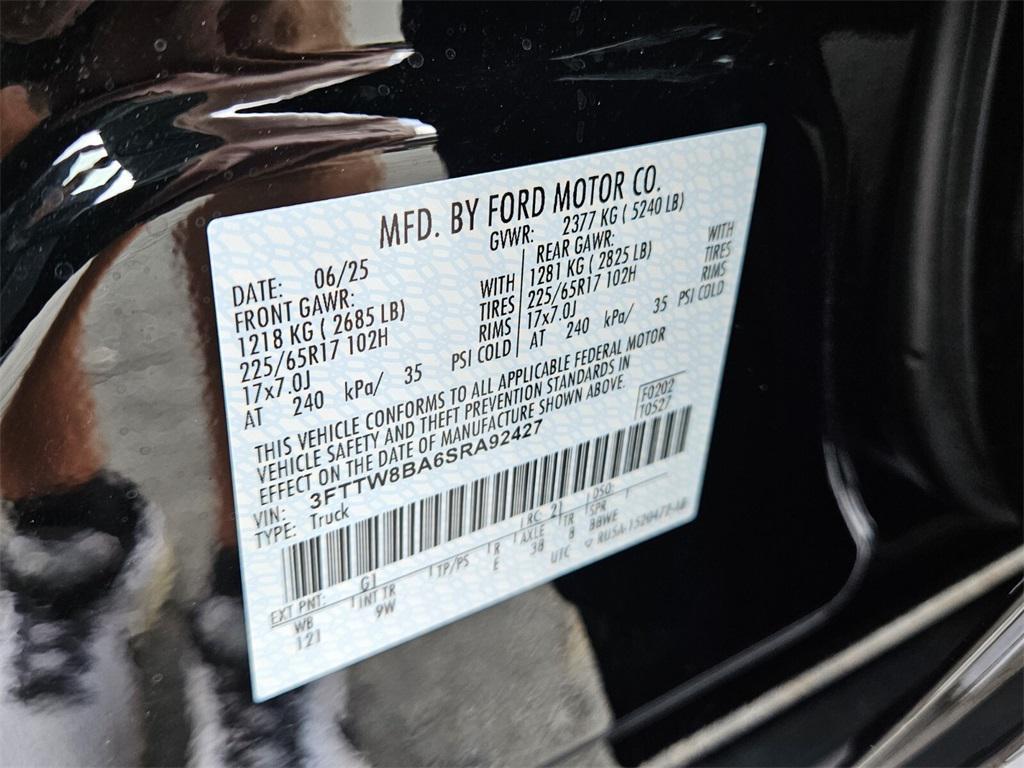 MFD. BY FORD MOTOR CO.
DATE: 06/25
GVWR: 2377 KG ( 5240 LB)
FRONT GAWR:
1218 KG ( 2685 LB) WITH
225/65R17 102H TIRES
17x7.0J RIMS
AT 240 kPa/ 35 PSI COLD
REAR GAWR:
1281 KG ( 2825 LB) WITH
225/65R17 102H TIRES
17x7.0J RIMS
AT 240 kPa/ 35 PSI COLD
THIS VEHICLE CONFORMS TO ALL APPLICABLE FEDERAL MOTOR
VEHICLE SAFETY AND THEFT PREVENTION STANDARDS IN
EFFECT ON THE DATE OF MANUFACTURE SHOWN ABOVE.
F0202
T0527
VIN: 3FTTW8BA6SRA92427
TYPE: Truck
EXT PNT: G1 RC: 21 DSO:
WB INT TR TP/PS R AXLE TR SPR
121 9W E 38 8 BBWE
UTC